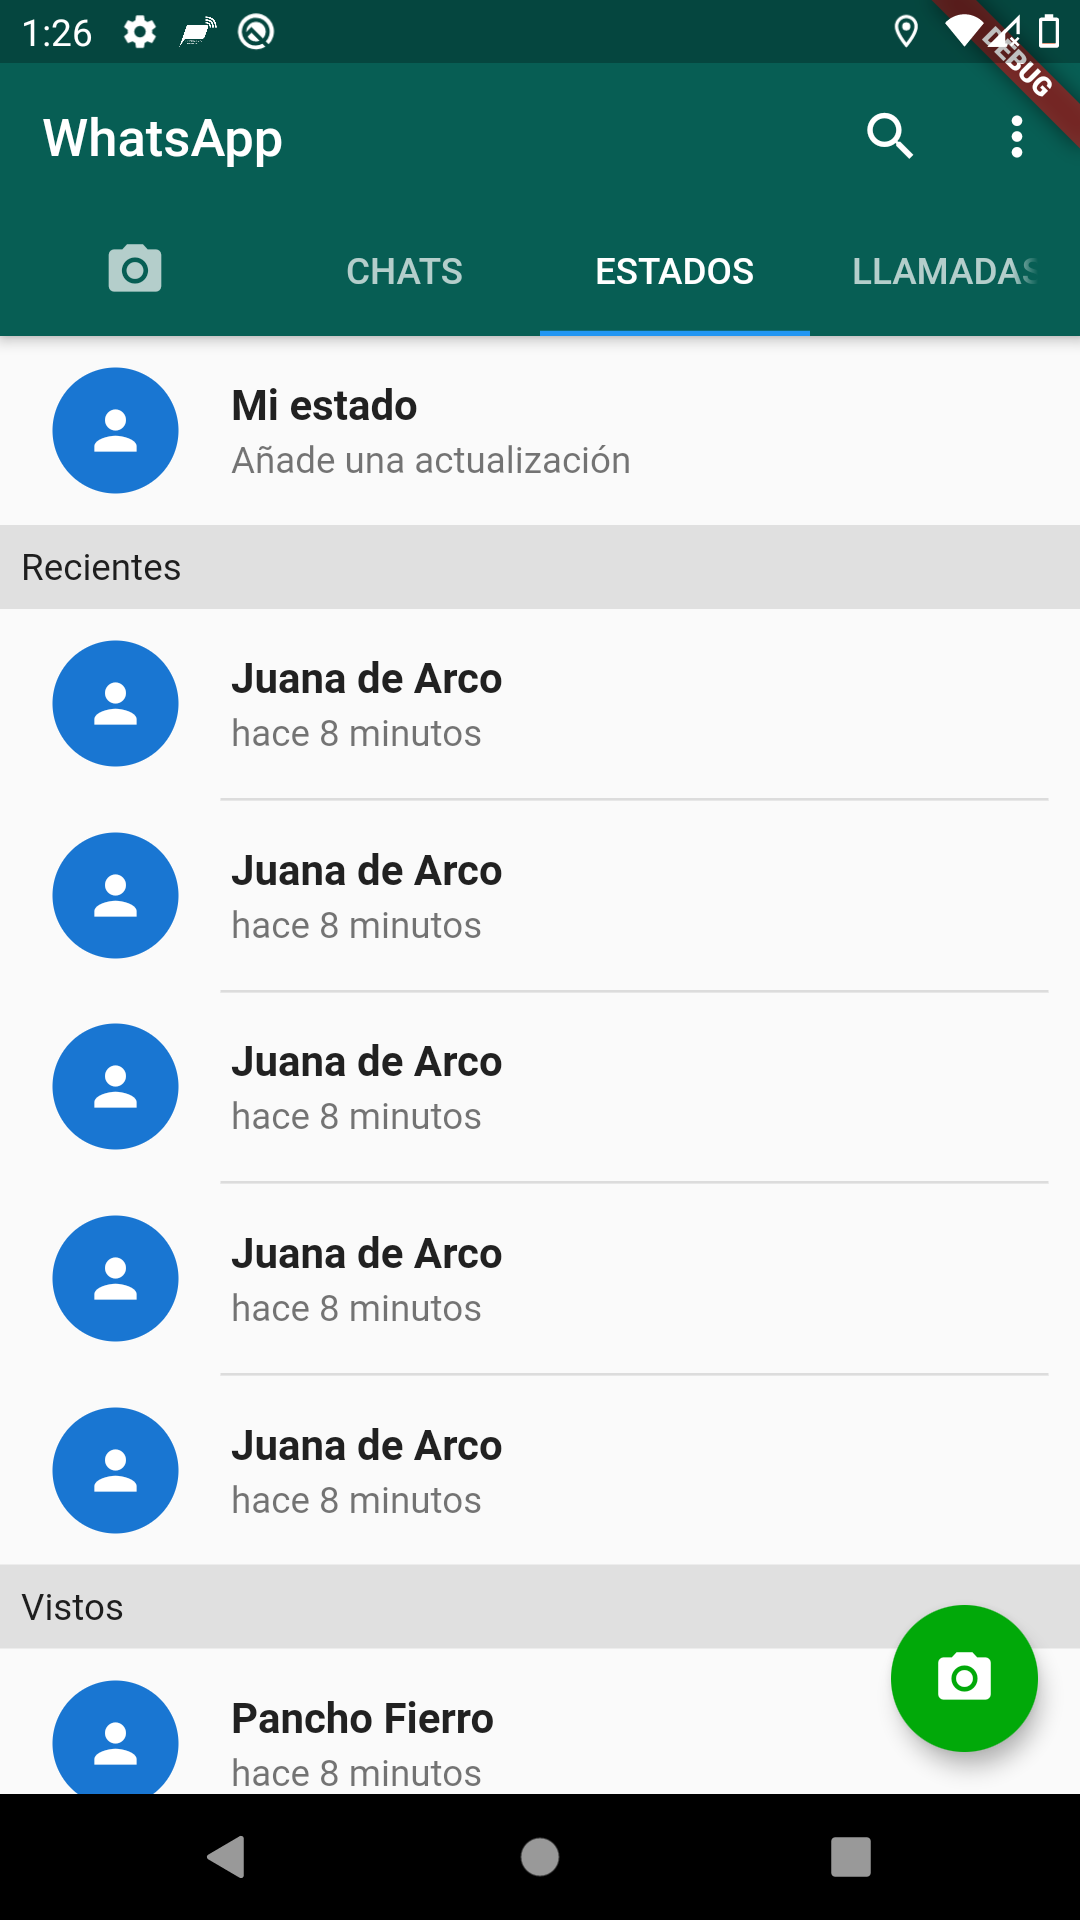 1:26
DEBUG
WhatsApp
CHATS
ESTADOS
LLAMADAS
Mi estado
Añade una actualización
Recientes
Juana de Arco
hace 8 minutos
Juana de Arco
hace 8 minutos
Juana de Arco
hace 8 minutos
Juana de Arco
hace 8 minutos
Juana de Arco
hace 8 minutos
Vistos
Pancho Fierro
hace 8 minutos